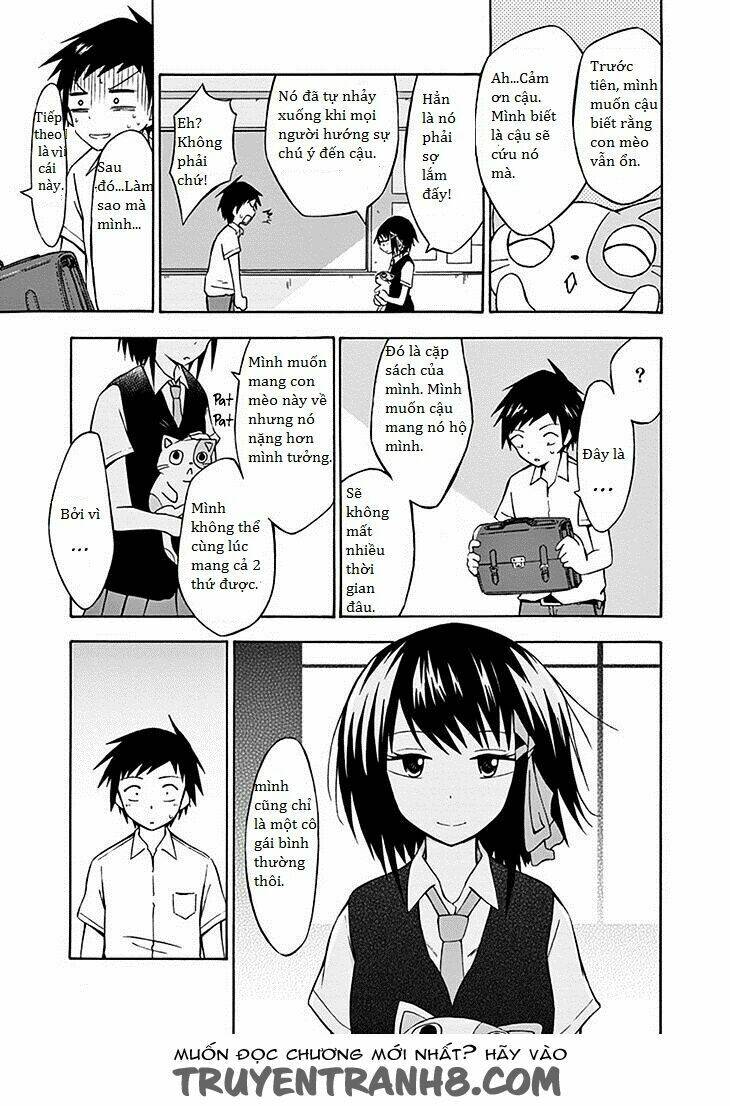 Trước
tiên, mình
muốn cậu
biết rằng
con mèo
vẫn ổn.
Ah...Cảm
ơn cậu.
Mình biết
là cậu sẽ
cứu nó
mà.
Hẳn
là nó
phải
sợ
lắm
đấy!
Nó đã tự nhảy
xuống khi mọi
người hướng sự
chú ý đến cậu.
Eh?
Không
phải
chứ!
Sau
đó...Làm
sao mà
mình...
Tiếp
theo
là vì
cái
này.
?
Đây là
...
Đó là cặp
sách của
mình. Mình
muốn cậu
mang nó hộ
mình.
Sẽ
không
mất
nhiều
thời
gian
đâu.
Mình muốn
mang con
mèo này về
nhưng nó
nặng hơn
mình tưởng.
Pat
Pat
Mình
không thể
cùng lúc
mang cả 2
thứ được.
Bởi vì
...
mình
cũng chỉ
là một cô
gái bình
thường
thôi.
MUỐN ĐỌC CHƯƠNG MỚI NHẤT? HÃY VÀO
TRUYENTRANH8.COM